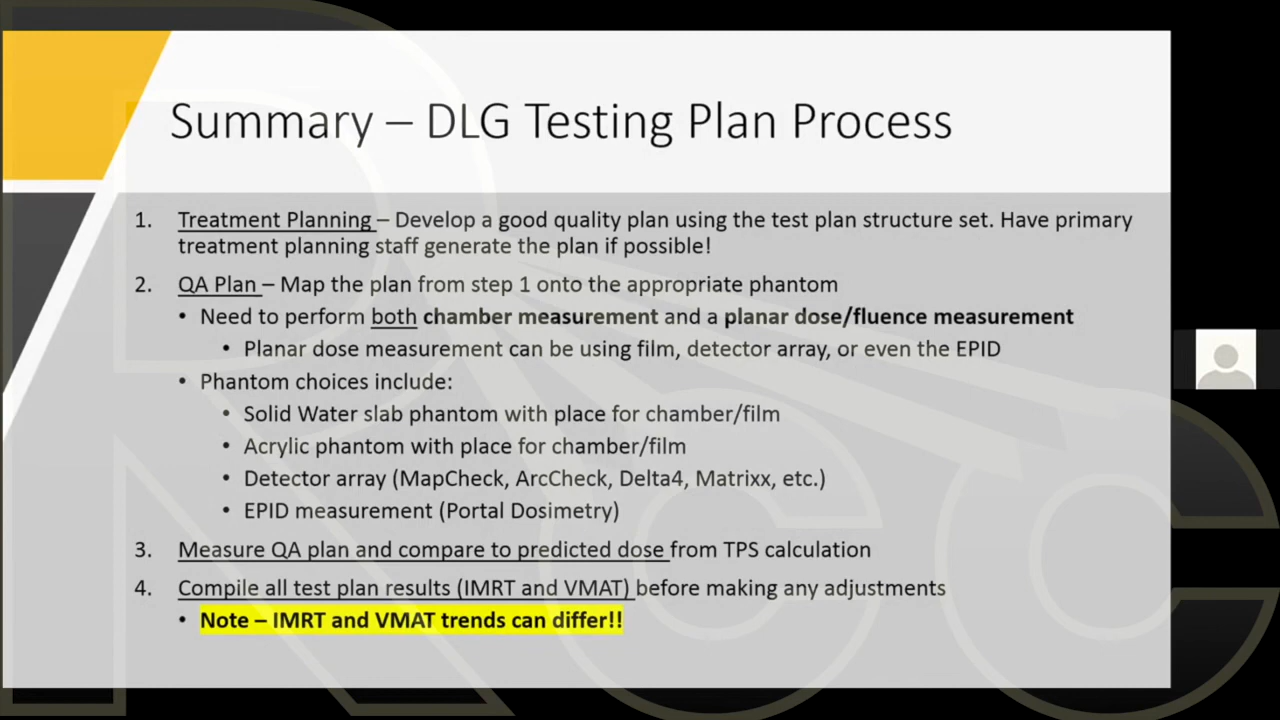 Summary – DLG Testing Plan Process
1. Treatment Planning – Develop a good quality plan using the test plan structure set. Have primary
treatment planning staff generate the plan if possible!
2. QA Plan – Map the plan from step 1 onto the appropriate phantom
• Need to perform both chamber measurement and a planar dose/fluence measurement
• Planar dose measurement can be using film, detector array, or even the EPID
• Phantom choices include:
• Solid Water slab phantom with place for chamber/film
• Acrylic phantom with place for chamber/film
• Detector array (MapCheck, ArcCheck, Delta4, Matrixx, etc.)
• EPID measurement (Portal Dosimetry)
3. Measure QA plan and compare to predicted dose from TPS calculation
4. Compile all test plan results (IMRT and VMAT) before making any adjustments
• Note – IMRT and VMAT trends can differ!!